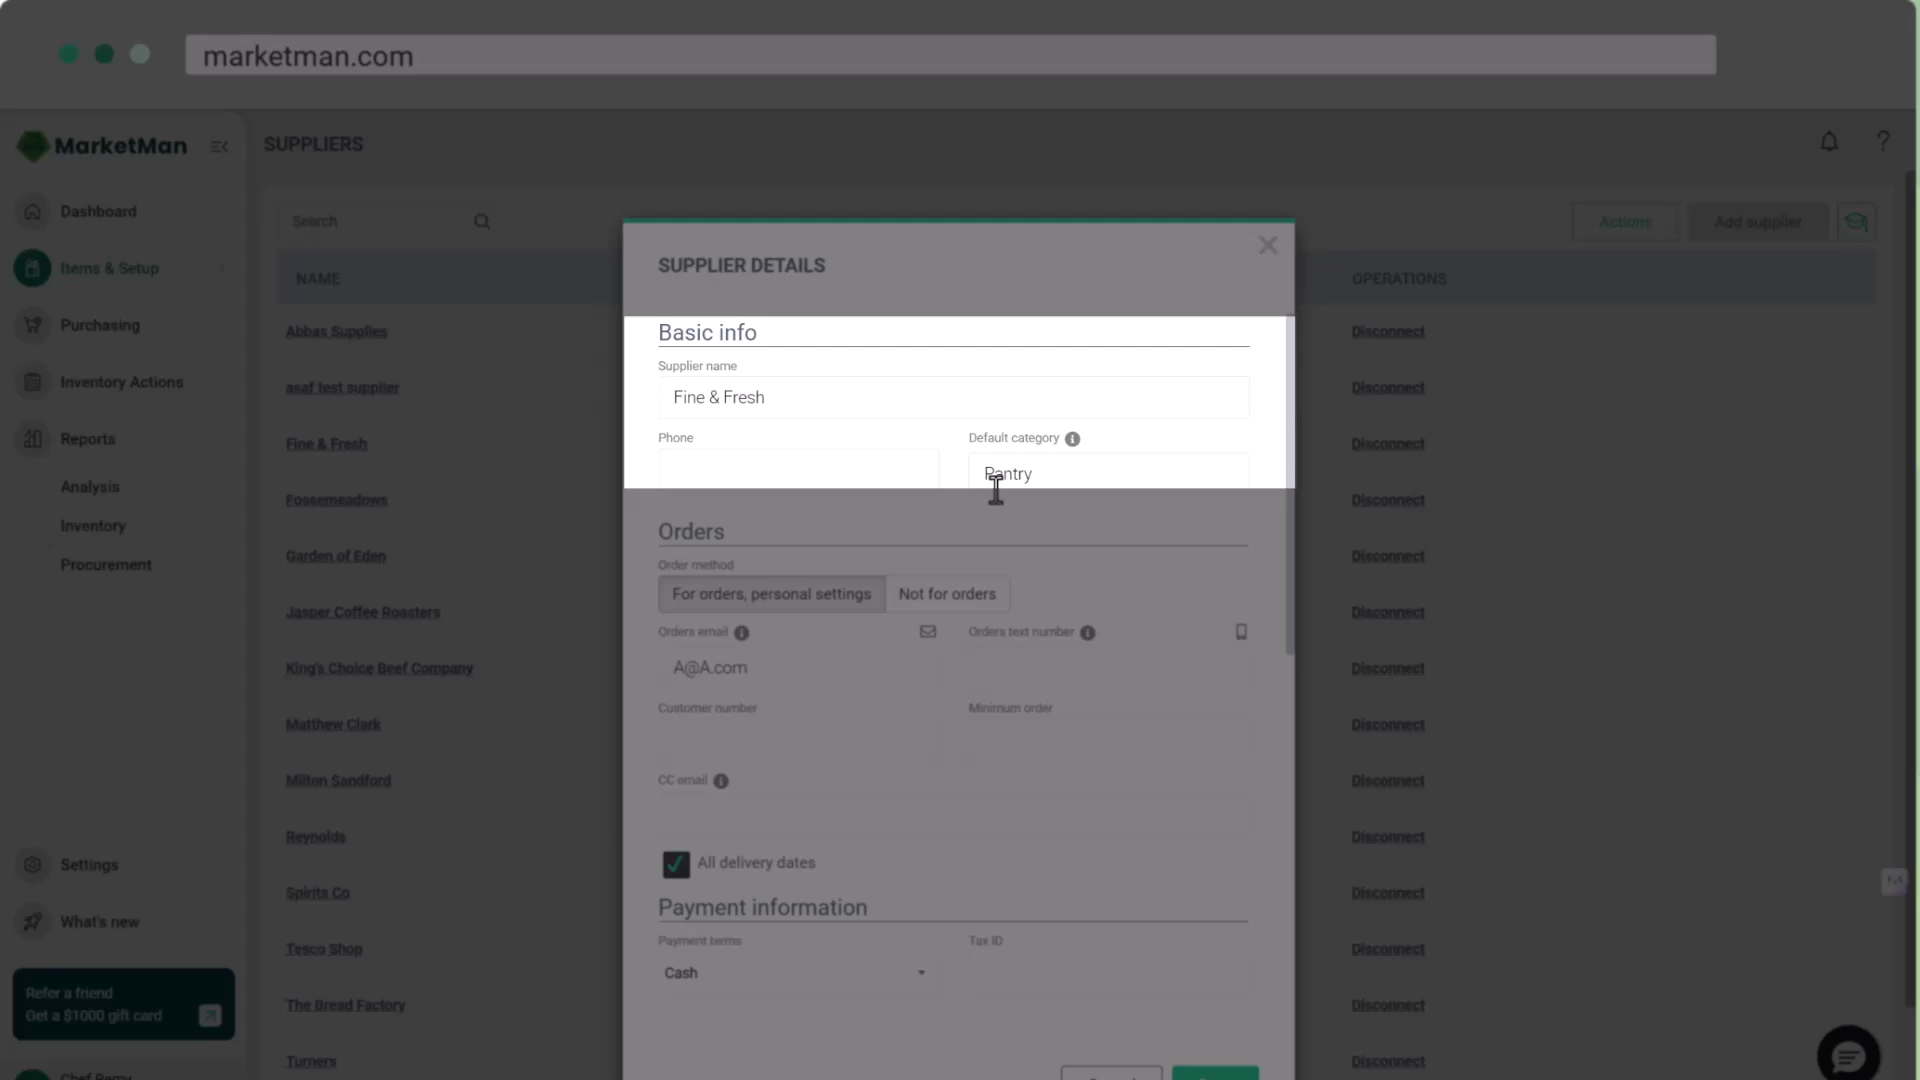 marketman.com
MarketMan
SUPPLIERS
?
Dashboard
Items & Setup
Purchasing
Inventory Actions
Reports
Analysis
Inventory
Procurement
Settings
What's new
Refer a friend
Get a $1000 gift card
Chef Remy
Search
Actions
Add supplier
NAME
OPERATIONS
Abbas Supplies
Disconnect
asaf test supplier
Disconnect
Fine & Fresh
Disconnect
Fossemeadows
Disconnect
Garden of Eden
Disconnect
Jasper Coffee Roasters
Disconnect
King's Choice Beef Company
Disconnect
Matthew Clark
Disconnect
Milton Sandford
Disconnect
Reynolds
Disconnect
Spirits Co
Disconnect
Tesco Shop
Disconnect
The Bread Factory
Disconnect
Turners
Disconnect
SUPPLIER DETAILS
Basic info
Supplier name
Fine & Fresh
Phone
Default category
Pantry
Orders
Order method
For orders, personal settings
Not for orders
Orders email
Orders text number
A@A.com
Customer number
Minimum order
CC email
All delivery dates
Payment information
Payment terms
Tax ID
Cash